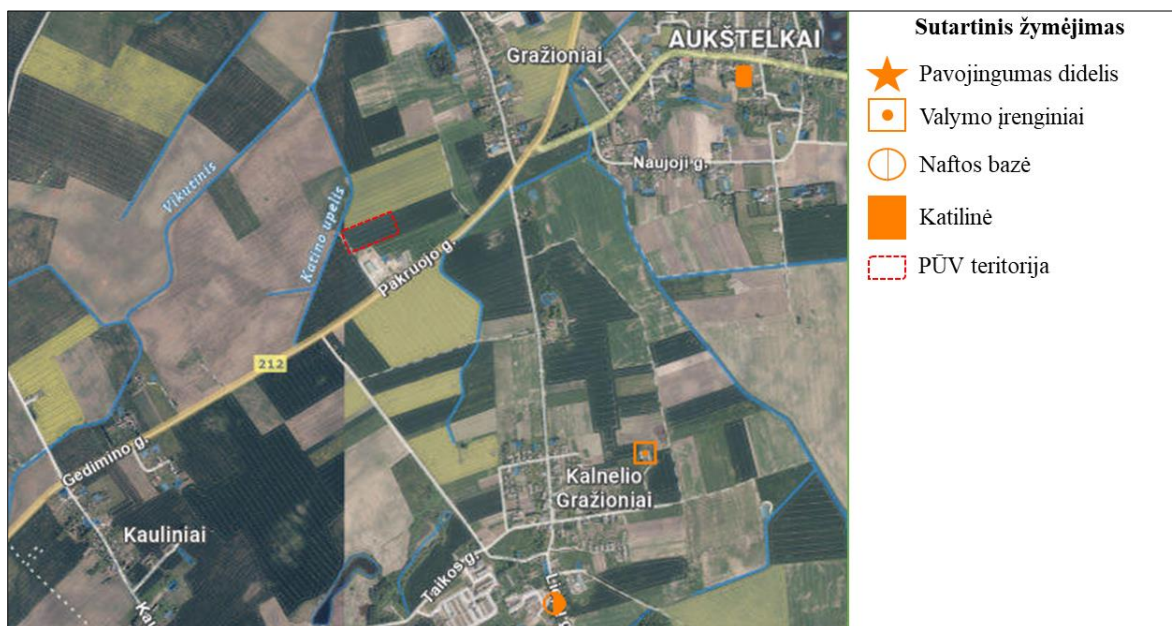 Gražioniai
AUKŠTELKAI
Naujoji g.
Vikutinis
Katino upelis
Pakruojo g.
212
Gedimino g.
Kalnelio
Gražioniai
Kauliniai
Taikos g.
Sutartinis žymėjimas
Pavojingumas didelis
Valymo įrenginiai
Naftos bazė
Katilinė
PŪV teritorija